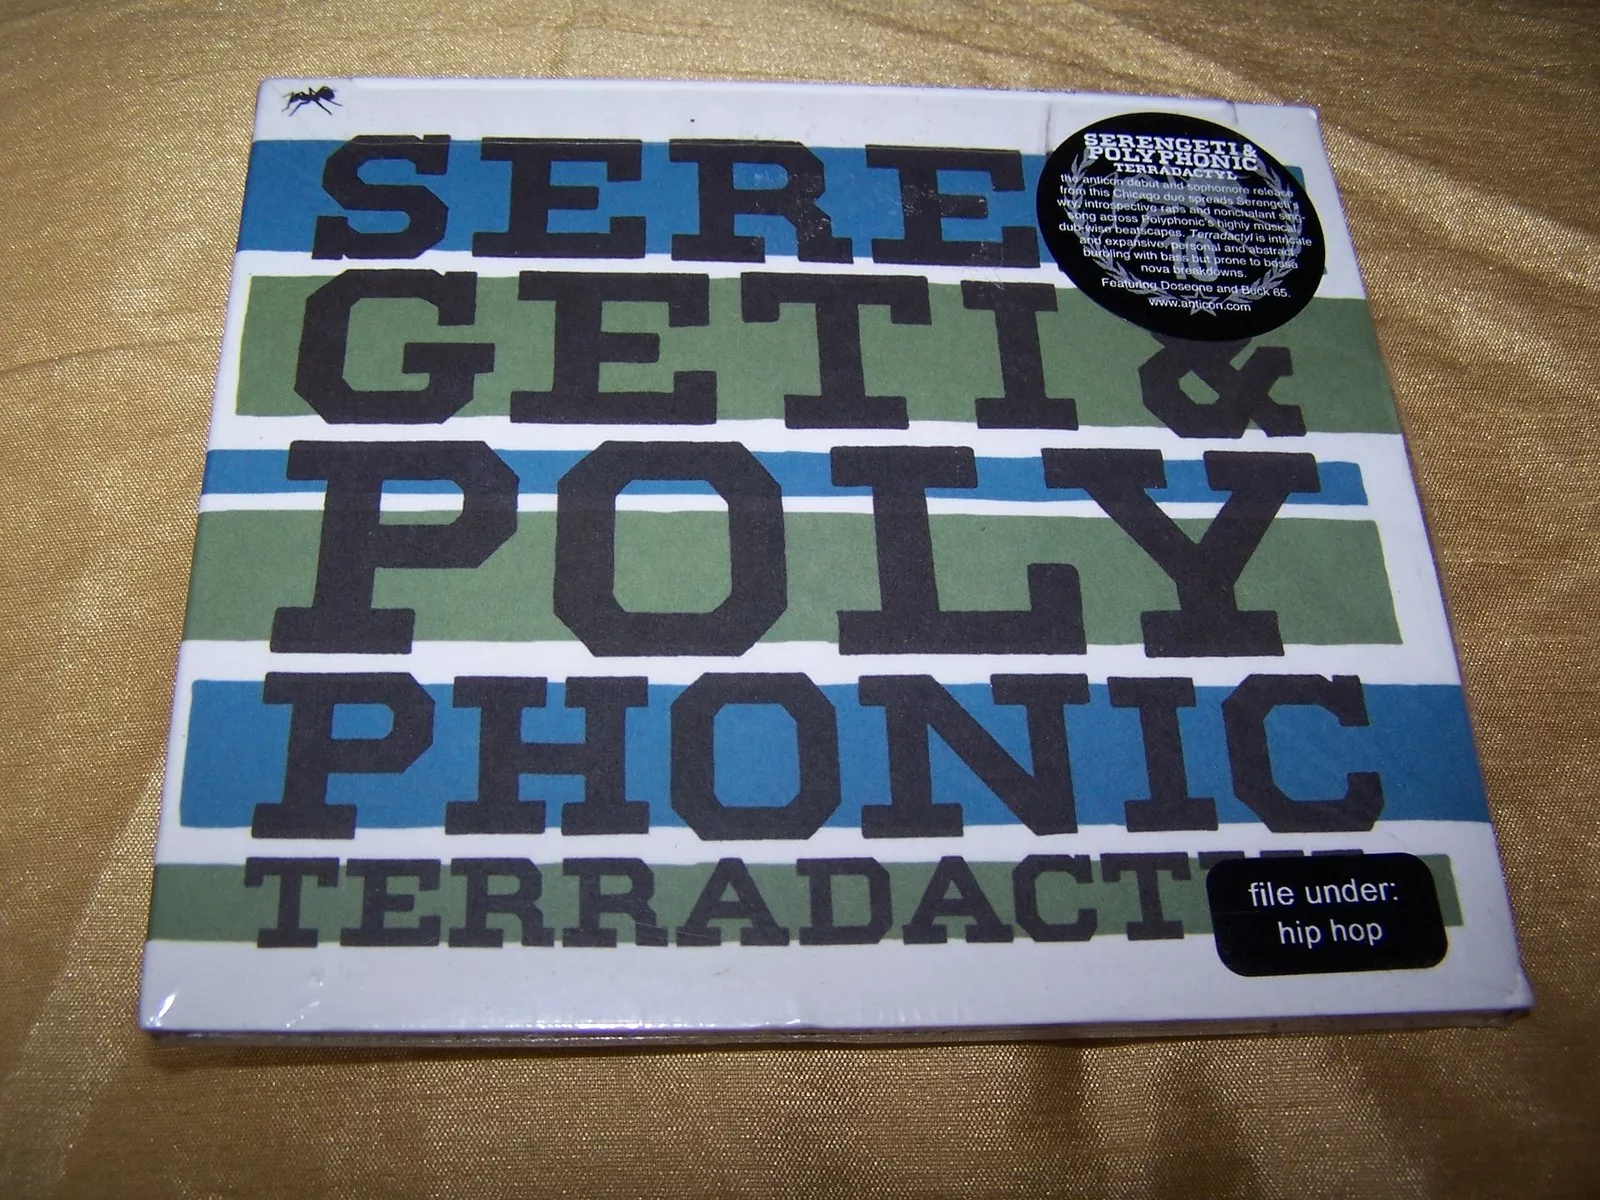 SERE
GETI &
POLY
PHONIC
TERRADACT
SERENGETI &
POLYPHONIC
TERRADACTYL
the anticon debut and sophomore release
from this Chicago duo spreads Serengeti's
wry, introspective raps and nonchalant sing-
song across Polyphonic's highly musical,
dub-wise beatscapes. Terradactyl is intricate
and expansive, personal and abstract,
burbling with bass but prone to bossa
nova breakdowns.
Featuring Doseone and Buck 65.
www.anticon.com
file under:
hip hop